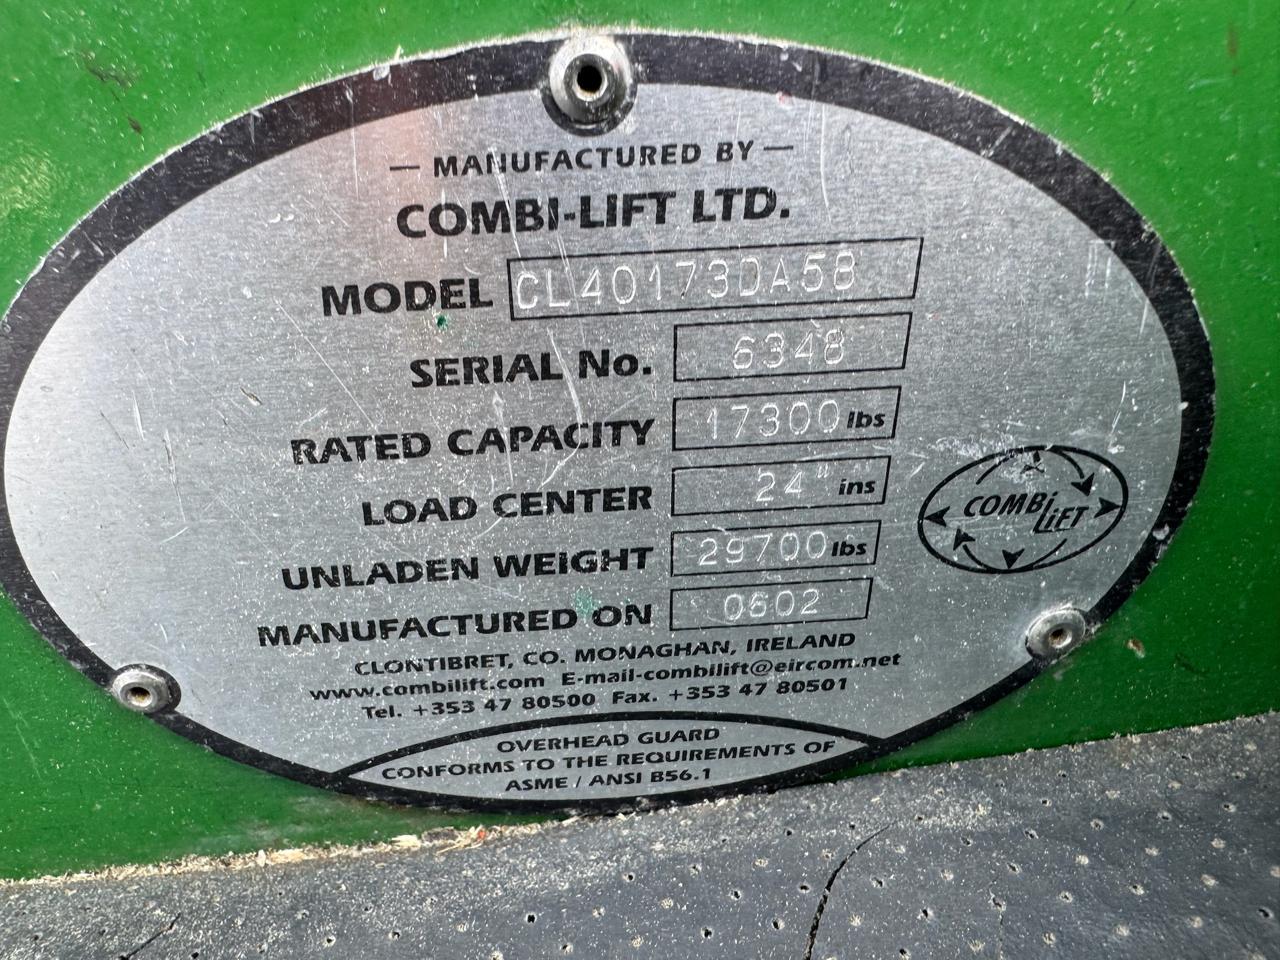 — MANUFACTURED BY —
COMBI-LIFT LTD.
MODEL CL40173DA58
SERIAL No. 6348
RATED CAPACITY 17300 lbs
LOAD CENTER 24" ins
UNLADEN WEIGHT 29700 lbs
MANUFACTURED ON 0602
CLONTIBRET, CO. MONAGHAN, IRELAND
www.combilift.com E-mail-combilift@eircom.net
Tel. +353 47 80500 Fax. +353 47 80501
OVERHEAD GUARD
CONFORMS TO THE REQUIREMENTS OF
ASME / ANSI B56.1
COMBiLiFT